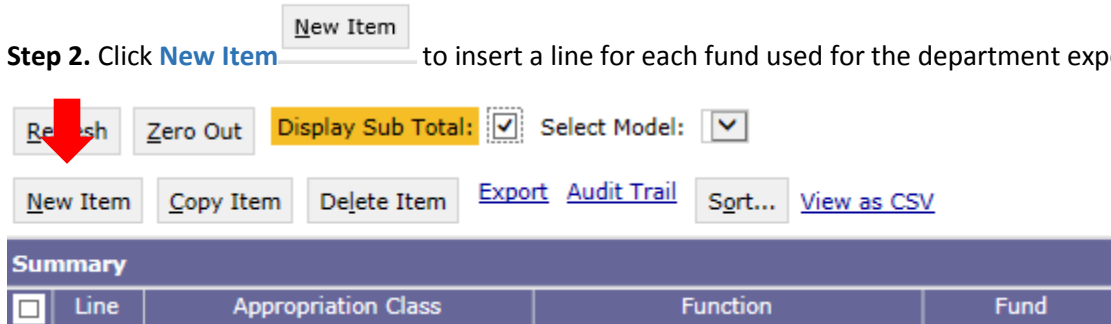 New Item
Step 2. Click New Item to insert a line for each fund used for the department
Zero Out Display Sub Total: Select Model:
New Item Copy Item Delete Item Export Audit Trail Sort... View as CSV
Summary
Line Appropriation Class Function Fund